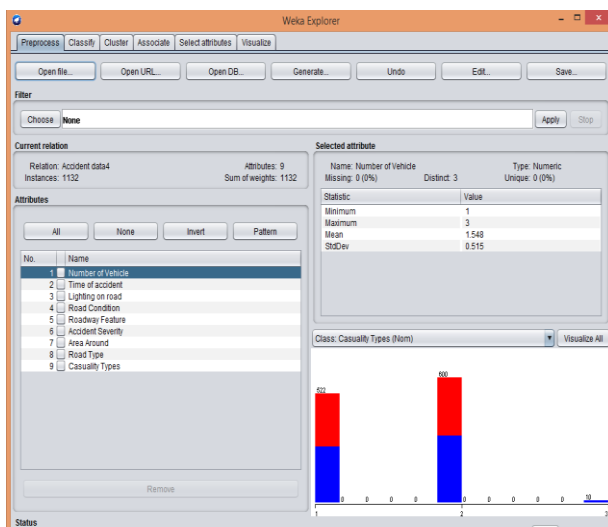 Weka Explorer
Preprocess Classify Cluster Associate Select attributes Visualize
Open file... Open URL... Open DB... Generate... Undo Edit... Save...
Filter
Choose None Apply Stop
Current relation
Relation: Accident data4 Attributes: 9
Instances: 1132 Sum of weights: 1132
Attributes
All None Invert Pattern
No. Name
1 Number of Vehicle
2 Time of accident
3 Lighting on road
4 Road Condition
5 Roadway Feature
6 Accident Severity
7 Area Around
8 Road Type
9 Casuality Types
Remove
Status
Selected attribute
Name: Number of Vehicle Type: Numeric
Missing: 0 (0%) Distinct: 3 Unique: 0 (0%)
Statistic Value
Minimum 1
Maximum 3
Mean 1.548
StdDev 0.515
Class: Casuality Types (Nom) Visualize All
522 0 0 0 0 600 0 0 0 0 0 10
1 2 3